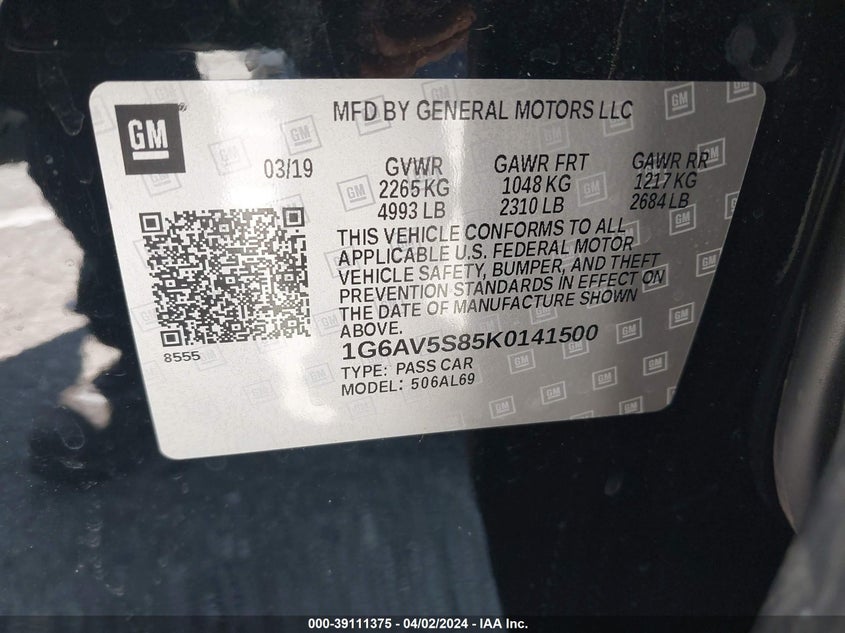 GM
MFD BY GENERAL MOTORS LLC
03/19 GVWR GAWR FRT GAWR RR
2265 KG 1048 KG 1217 KG
4993 LB 2310 LB 2684 LB
THIS VEHICLE CONFORMS TO ALL
APPLICABLE U.S. FEDERAL MOTOR
VEHICLE SAFETY, BUMPER, AND THEFT
PREVENTION STANDARDS IN EFFECT ON
THE DATE OF MANUFACTURE SHOWN
ABOVE.
8555
1G6AV5S85K0141500
TYPE: PASS CAR
MODEL: 506AL69
000-39111375 - 04/02/2024 - IAA Inc.